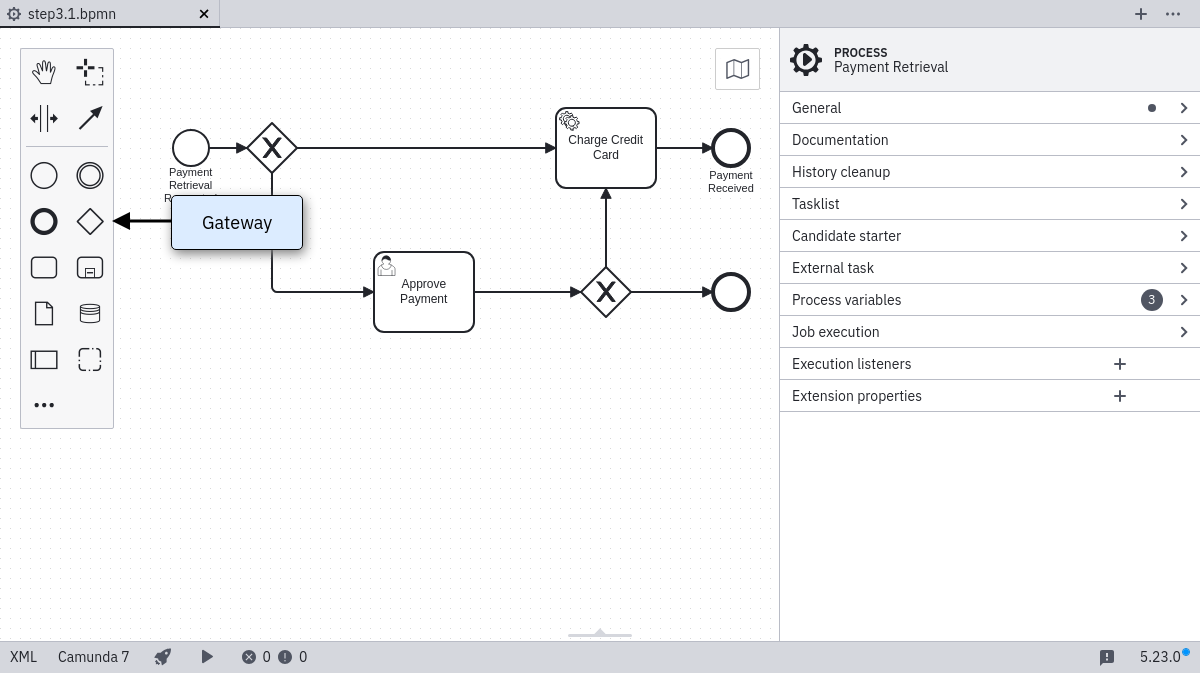 step3.1.bpmn
PROCESS
Payment Retrieval
General
Documentation
History cleanup
Tasklist
Candidate starter
External task
Process variables
3
Job execution
Execution listeners
Extension properties
Payment
Retrieval
Gateway
Charge Credit
Card
Payment
Received
Approve
Payment
XML
Camunda 7
0
0
5.23.0